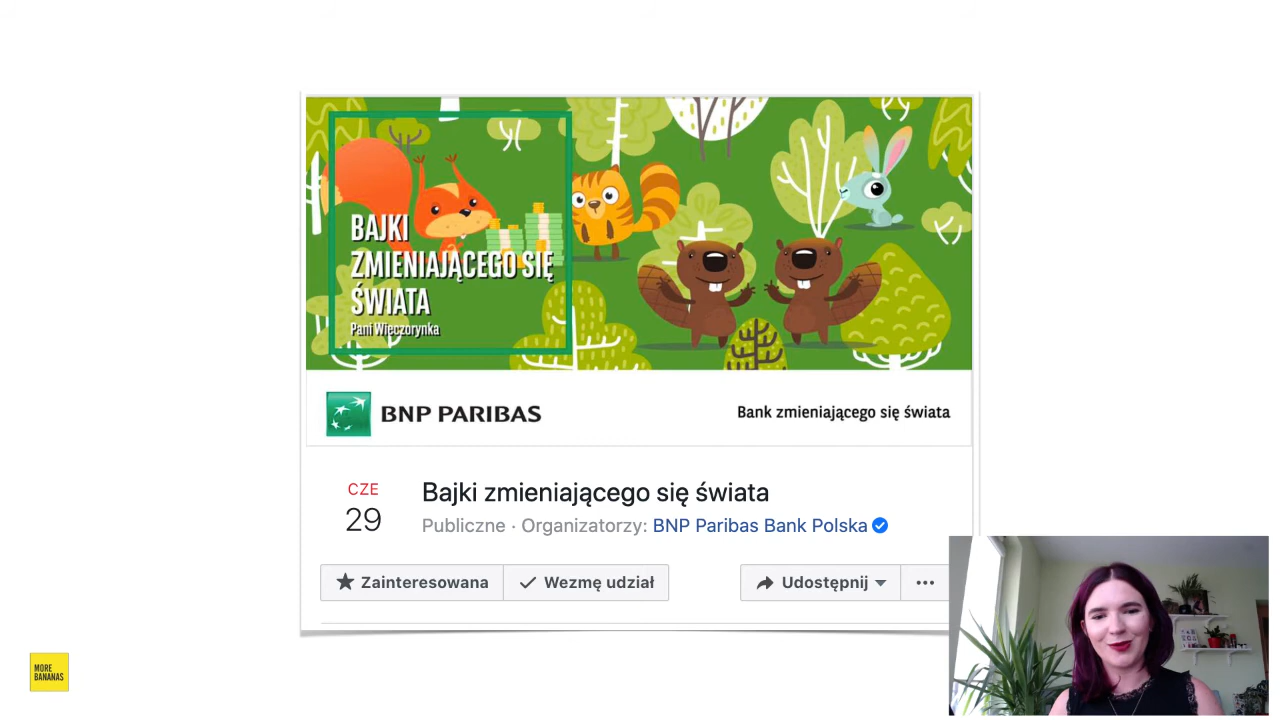 BAJKI
ZMIENIAJĄCEGO SIĘ
ŚWIATA
Pani Wieczorynka
BNP PARIBAS
Bank zmieniającego się świata
CZE
29
Bajki zmieniającego się świata
Publiczne · Organizatorzy: BNP Paribas Bank Polska
Zainteresowana
Wezmę udział
Udostępnij
MORE
BANANAS